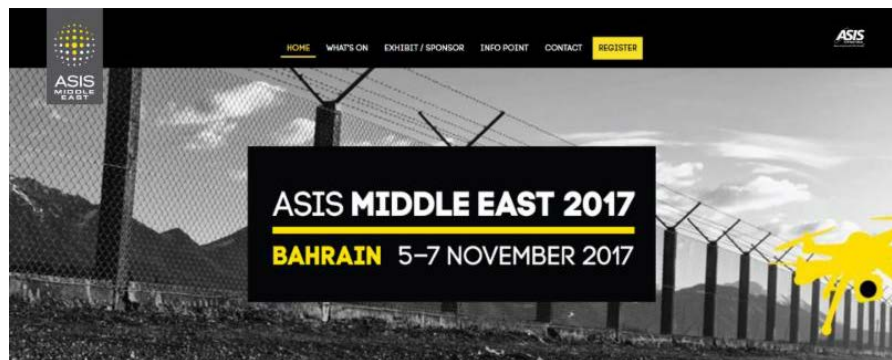 ASIS
MIDDLE
EAST
HOME WHAT'S ON EXHIBIT / SPONSOR INFO POINT CONTACT REGISTER
ASIS
ASIS MIDDLE EAST 2017
BAHRAIN 5–7 NOVEMBER 2017